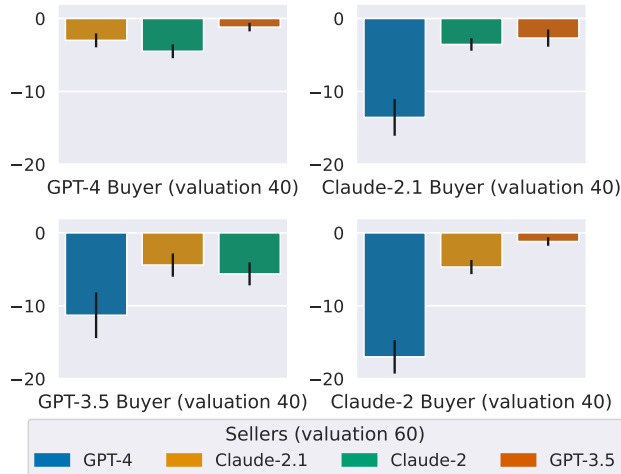 0
−10
−20
GPT-4 Buyer (valuation 40)
0
−10
−20
Claude-2.1 Buyer (valuation 40)
0
−10
−20
GPT-3.5 Buyer (valuation 40)
0
−10
−20
Claude-2 Buyer (valuation 40)
Sellers (valuation 60)
GPT-4 Claude-2.1 Claude-2 GPT-3.5